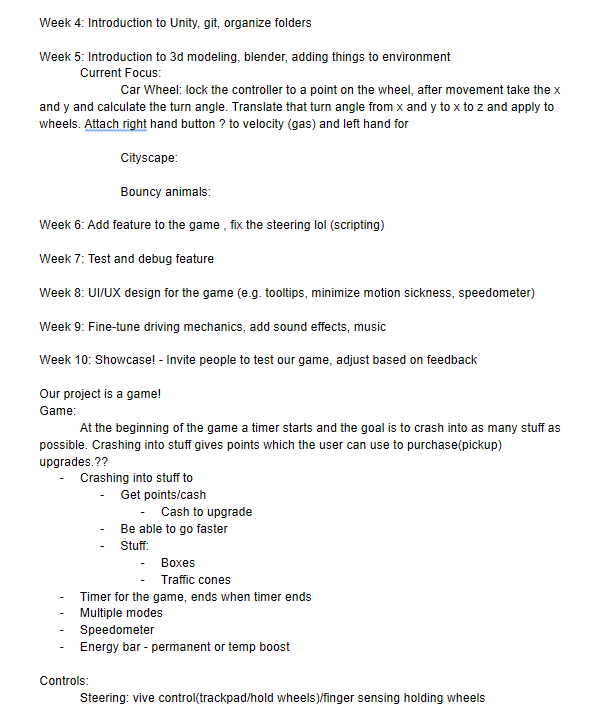 Week 4: Introduction to Unity, git, organize folders
Week 5: Introduction to 3d modeling, blender, adding things to environment
Current Focus:
Car Wheel: lock the controller to a point on the wheel, after movement take the x
and y and calculate the turn angle. Translate that turn angle from x and y to x to z and apply to
wheels. Attach right hand button ? to velocity (gas) and left hand for
Cityscape:
Bouncy animals:
Week 6: Add feature to the game , fix the steering lol (scripting)
Week 7: Test and debug feature
Week 8: UI/UX design for the game (e.g. tooltips, minimize motion sickness, speedometer)
Week 9: Fine-tune driving mechanics, add sound effects, music
Week 10: Showcase! - Invite people to test our game, adjust based on feedback
Our project is a game!
Game:
At the beginning of the game a timer starts and the goal is to crash into as many stuff as
possible. Crashing into stuff gives points which the user can use to purchase(pickup)
upgrades.??
- Crashing into stuff to
- Get points/cash
- Cash to upgrade
- Be able to go faster
- Stuff:
- Boxes
- Traffic cones
- Timer for the game, ends when timer ends
- Multiple modes
- Speedometer
- Energy bar - permanent or temp boost
Controls:
Steering: vive control(trackpad/hold wheels)/finger sensing holding wheels